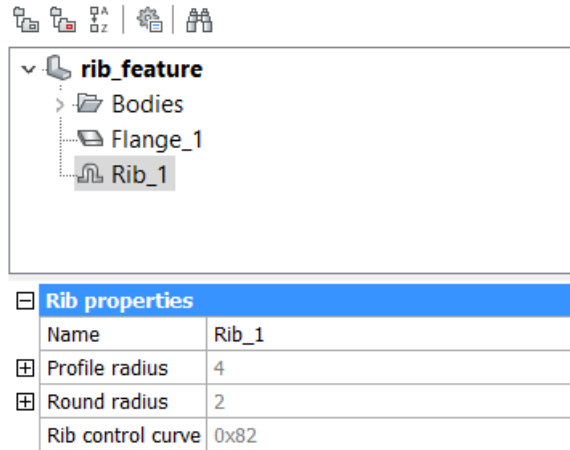 rib_feature
Bodies
Flange_1
Rib_1
Rib properties
Name Rib_1
Profile radius 4
Round radius 2
Rib control curve 0x82